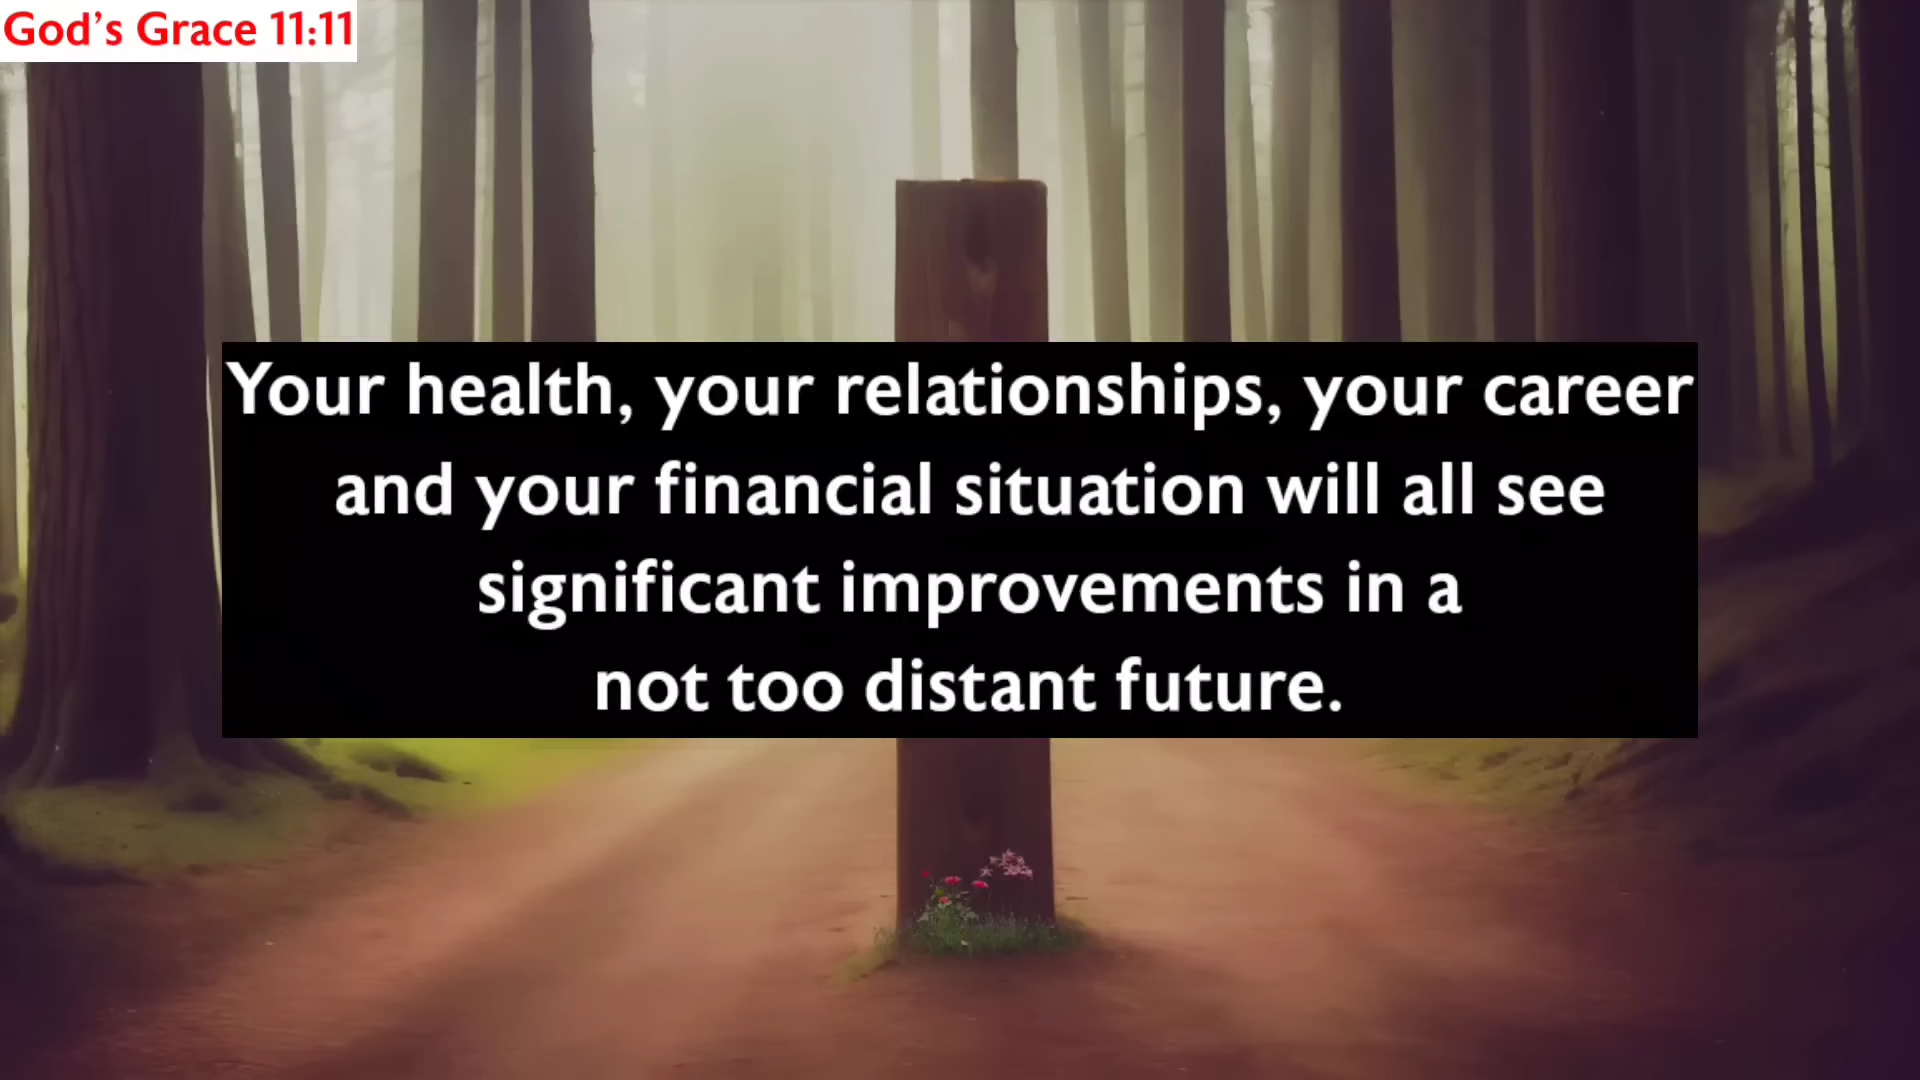 God's Grace 11:11
Your health, your relationships, your career
and your financial situation will all see
significant improvements in a
not too distant future.